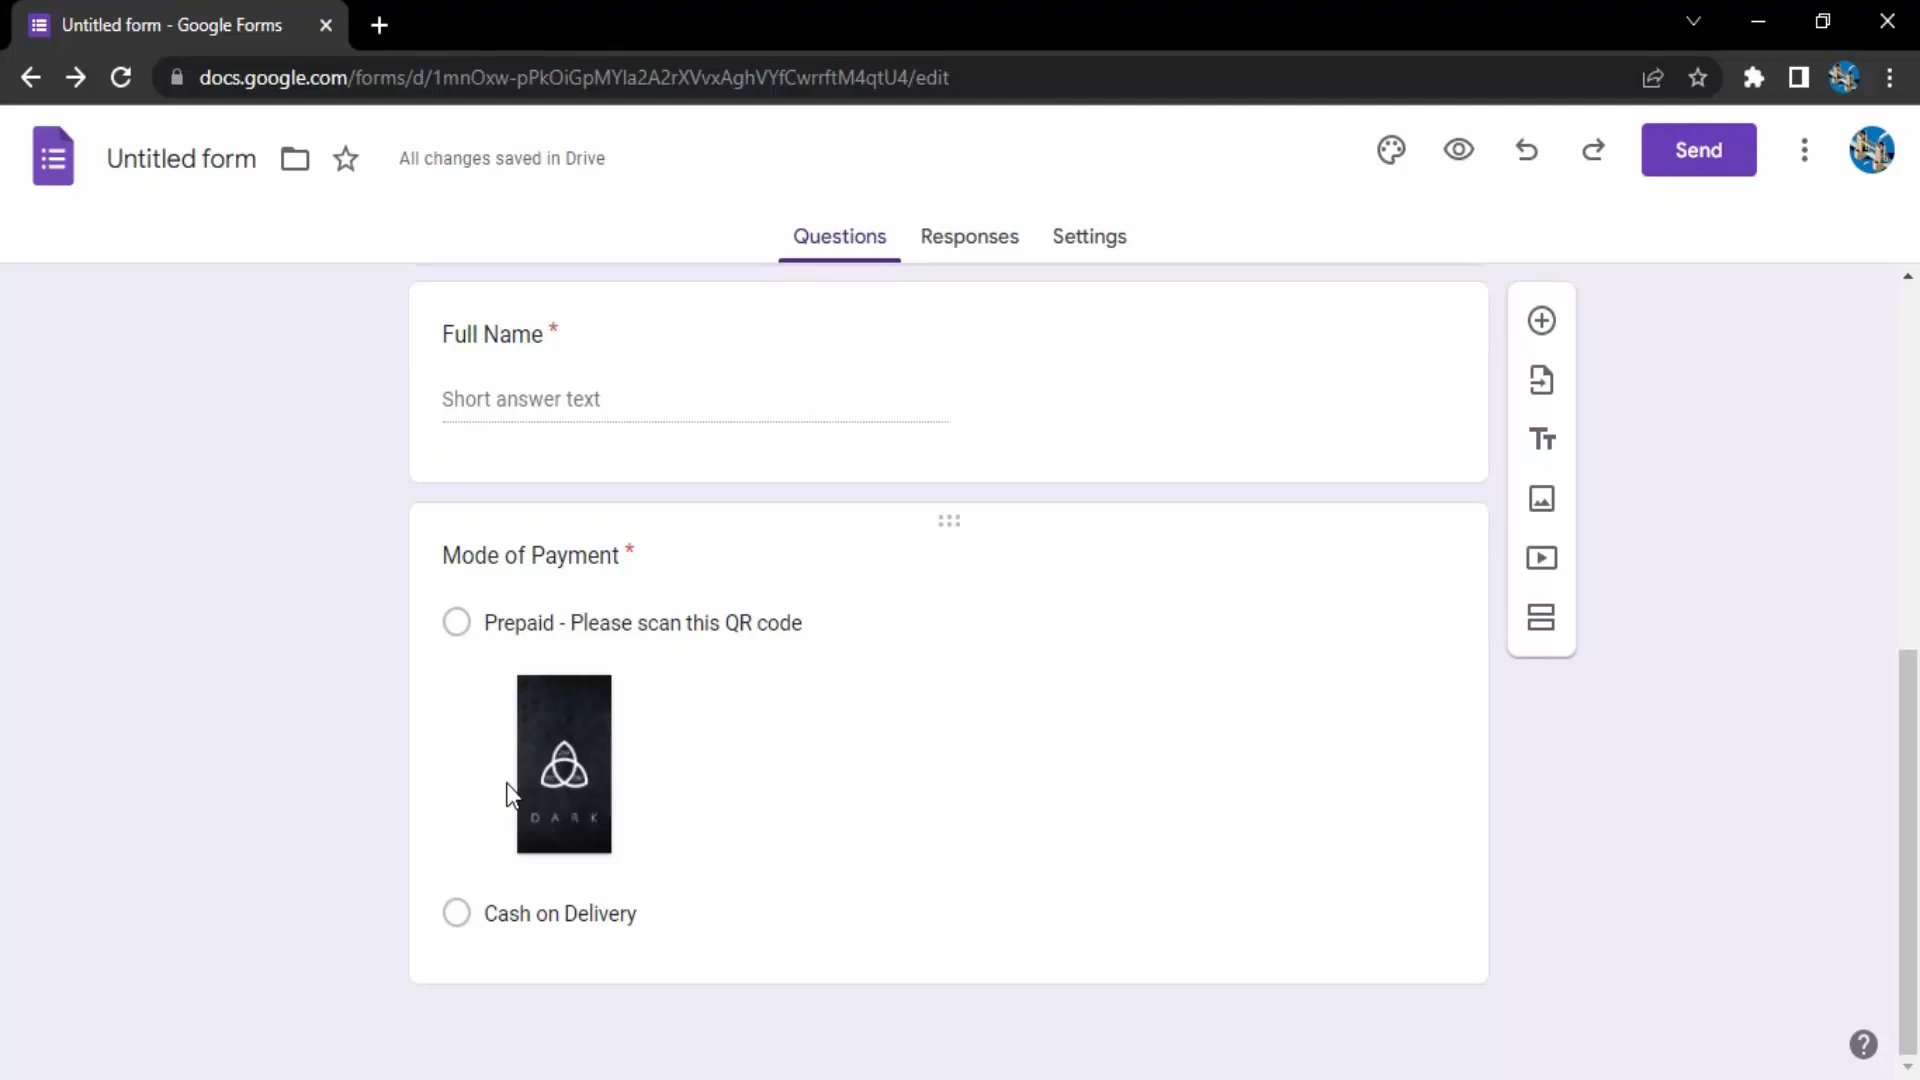 Untitled form - Google Forms
docs.google.com/forms/d/1mnOxw-pPkOiGpMYla2A2rXVvxAghVYfCwrrftM4qtU4/edit
Untitled form
All changes saved in Drive
Send
Questions
Responses
Settings
Full Name *
Short answer text
Mode of Payment *
Prepaid - Please scan this QR code
DARK
Cash on Delivery